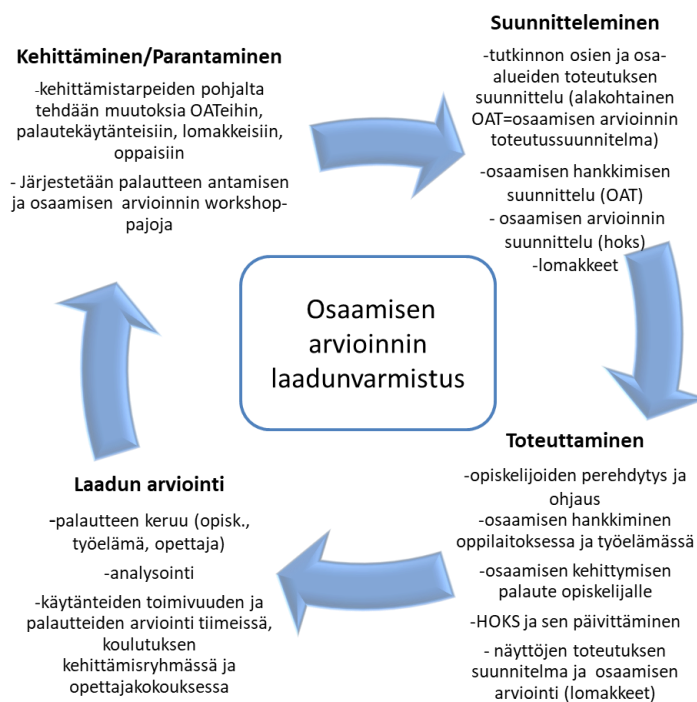 Suunnitteleminen
-tutkinnon osien ja osa-
alueiden toteutuksen
suunnittelu (alakohtainen
OAT=osaamisen arvioinnin
toteutussuunnitelma)
-osaamisen hankkimisen
suunnittelu (OAT)
- osaamisen arvioinnin
suunnittelu (hoks)
-lomakkeet
Toteuttaminen
-opiskelijoiden perehdytys ja
ohjaus
-osaamisen hankkiminen
oppilaitoksessa ja työelämässä
-osaamisen kehittymisen
palaute opiskelijalle
-HOKS ja sen päivittäminen
- näyttöjen toteutuksen
suunnitelma ja osaamisen
arviointi (lomakkeet)
Laadun arviointi
-palautteen keruu (opisk.,
työelämä, opettaja)
-analysointi
-käytänteiden toimivuuden ja
palautteiden arviointi tiimeissä,
koulutuksen
kehittämisryhmässä ja
opettajakokouksessa
Kehittäminen/Parantaminen
-kehittämistarpeiden pohjalta
tehdään muutoksia OATeihin,
palautekäytänteisiin, lomakkeisiin,
oppaisiin
- Järjestetään palautteen antamisen
ja osaamisen arvioinnin workshop-
pajoja
Osaamisen
arvioinnin
laadunvarmistus